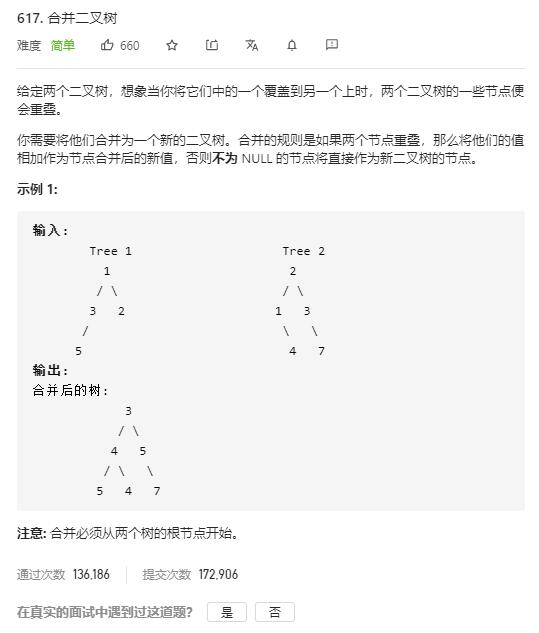 617. 合并二叉树
难度 简单 660
给定两个二叉树，想象当你将它们中的一个覆盖到另一个上时，两个二叉树的一些节点便
会重叠。
你需要将他们合并为一个新的二叉树。合并的规则是如果两个节点重叠，那么将他们的值
相加作为节点合并后的新值，否则不为 NULL 的节点将直接作为新二叉树的节点。
示例 1:
输入:
Tree 1 Tree 2
1 2
/ \ / \
3 2 1 3
/ \ \
5 4 7
输出:
合并后的树:
3
/ \
4 5
/ \ \
5 4 7
注意: 合并必须从两个树的根节点开始。
通过次数 136,186 提交次数 172,906
在真实的面试中遇到过这道题? 是 否